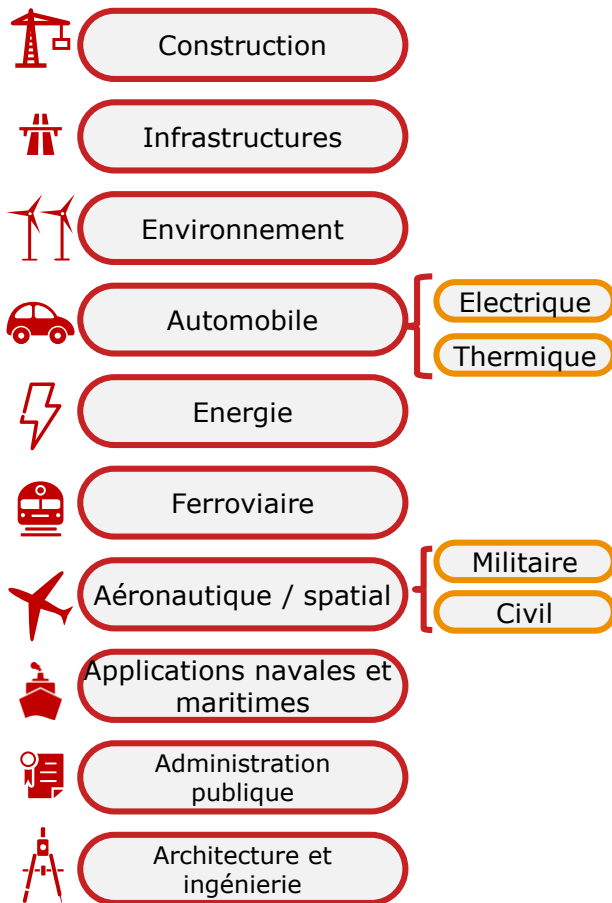 Construction
Infrastructures
Environnement
Automobile
Electrique
Thermique
Energie
Ferroviaire
Aéronautique / spatial
Militaire
Civil
Applications navales et
maritimes
Administration
publique
Architecture et
ingénierie